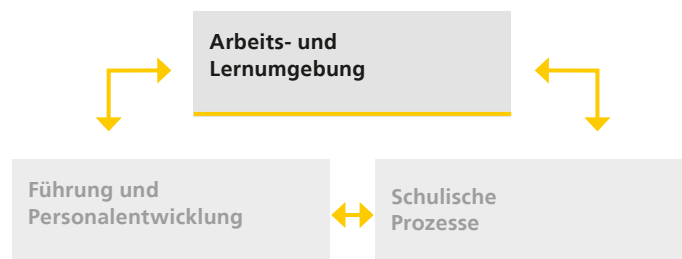 Arbeits- und
Lernumgebung
Führung und
Personalentwicklung
Schulische
Prozesse